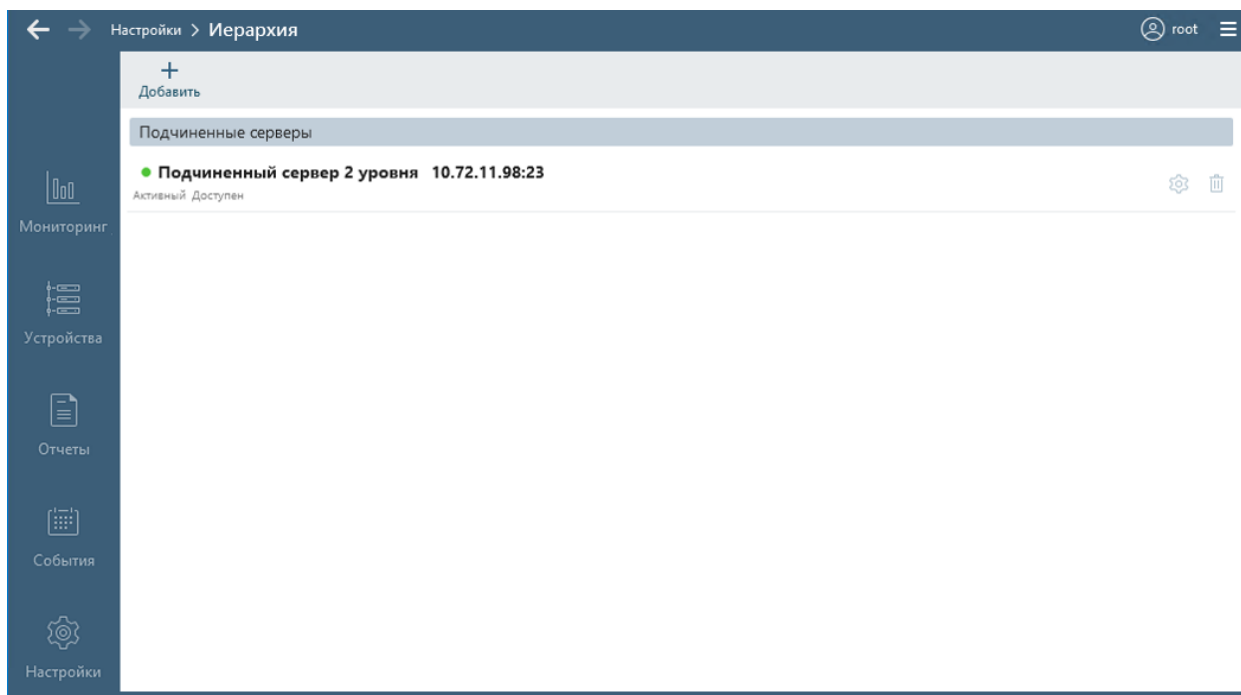 Настройки > Иерархия
root
Добавить
Подчиненные серверы
Подчиненный сервер 2 уровня 10.72.11.98:23
Активный Доступен
Мониторинг
Устройства
Отчеты
События
Настройки